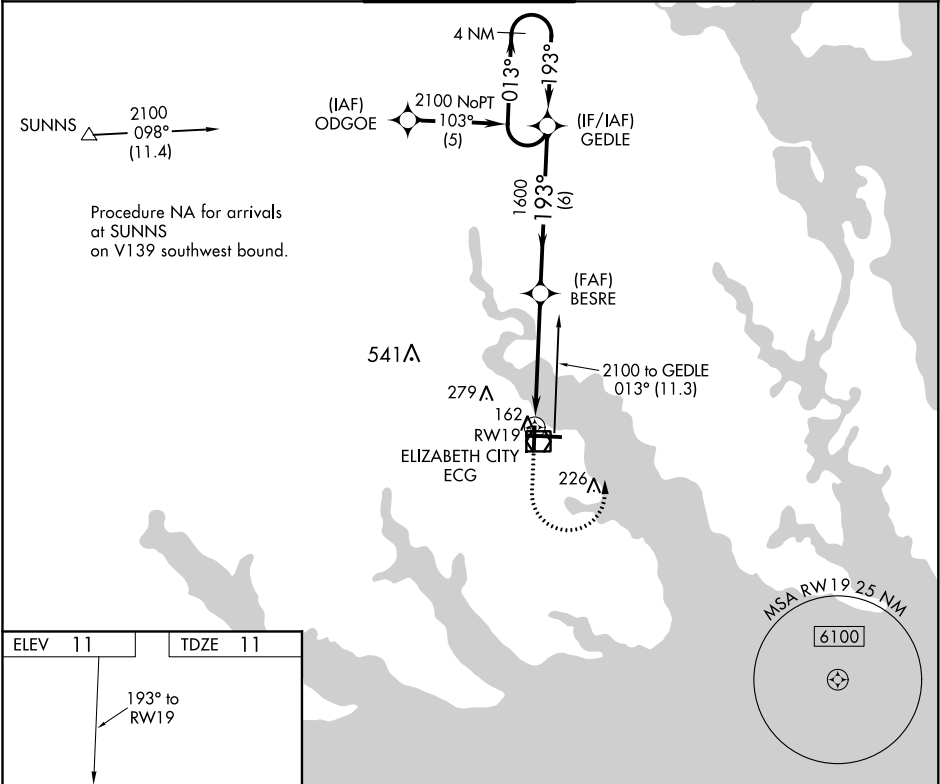 4 NM
013°
193°
(IAF)
ODGOE
2100 NoPT
103°
(5)
(IF/IAF)
GEDLE
SUNNS
2100
098°
(11.4)
1600
193°
(6)
Procedure NA for arrivals
at SUNNS
on V139 southwest bound.
(FAF)
BESRE
541
2100 to GEDLE
013° (11.3)
279
162
RW19
ELIZABETH CITY
ECG
226
MSA RW19 25 NM
6100
ELEV 11
TDZE 11
193° to
RW19